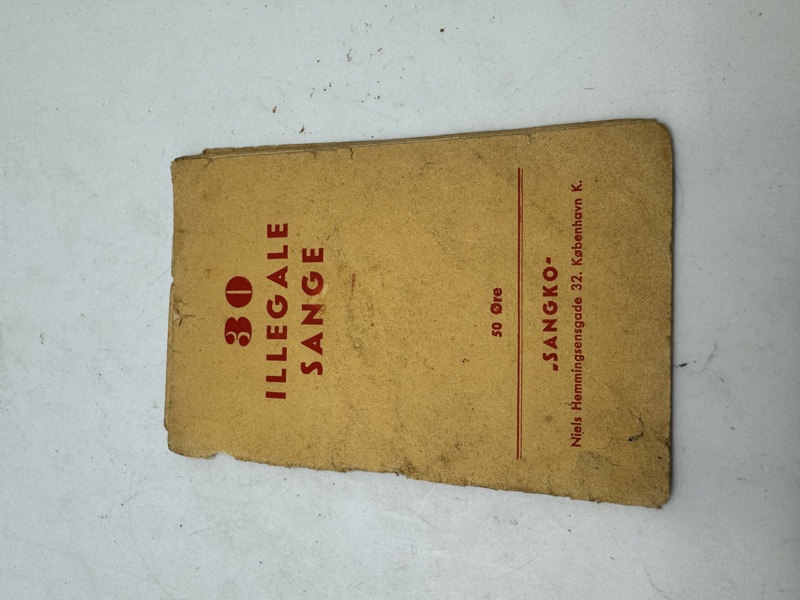 30
ILLEGALE
SANGE
50 Øre
„SANGKO“
Niels Hemmingsensgade 32. København K.